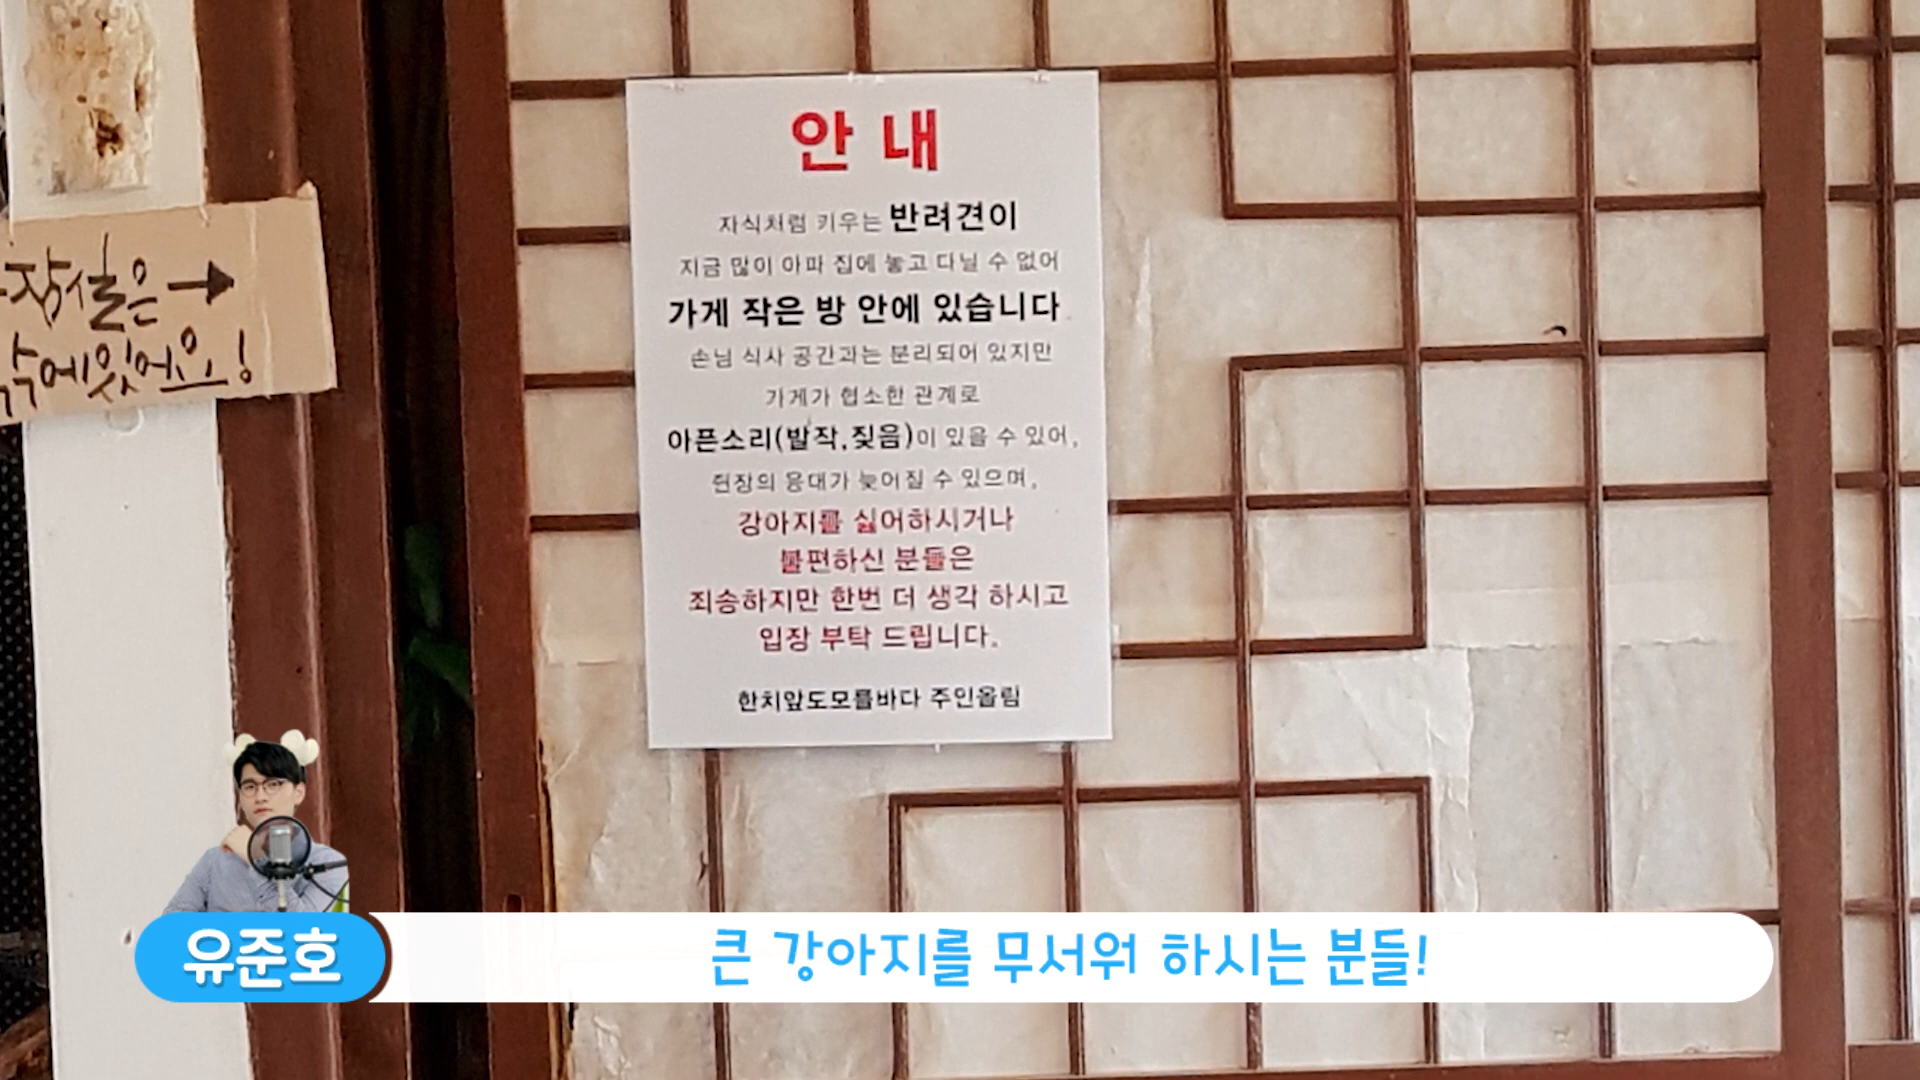 안 내
자식처럼 키우는 반려견이
지금 많이 아파 집에 놓고 다닐 수 없어
가게 작은 방 안에 있습니다.
손님 식사 공간과는 분리되어 있지만
가게가 협소한 관계로
아픈소리(발작,짖음)이 있을 수 있어,
쥔장의 응대가 늦어질 수 있으며,
강아지를 싫어하시거나
불편하신 분들은
죄송하지만 한번 더 생각 하시고
입장 부탁 드립니다.
한치앞도모를바다 주인올림
→
유준호
큰 강아지를 무서워 하시는 분들!